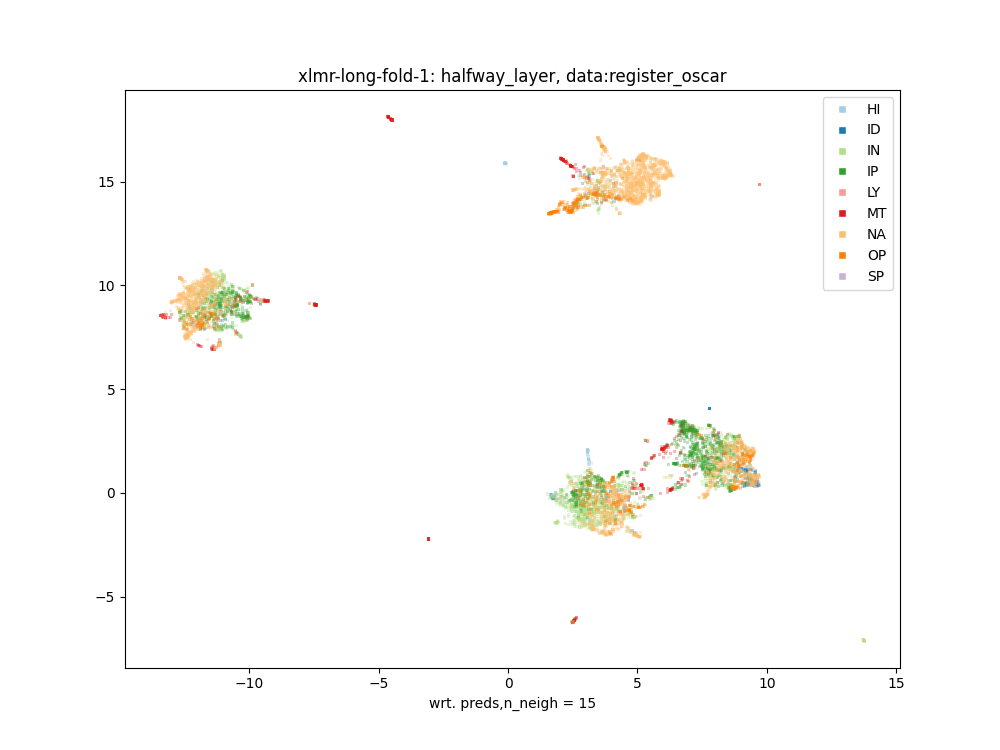 xlmr-long-fold-1: halfway_layer, data:register_oscar
HI
ID
IN
IP
LY
MT
NA
OP
SP
15
10
5
0
−5
−10
−5
0
5
10
15
wrt. preds,n_neigh = 15